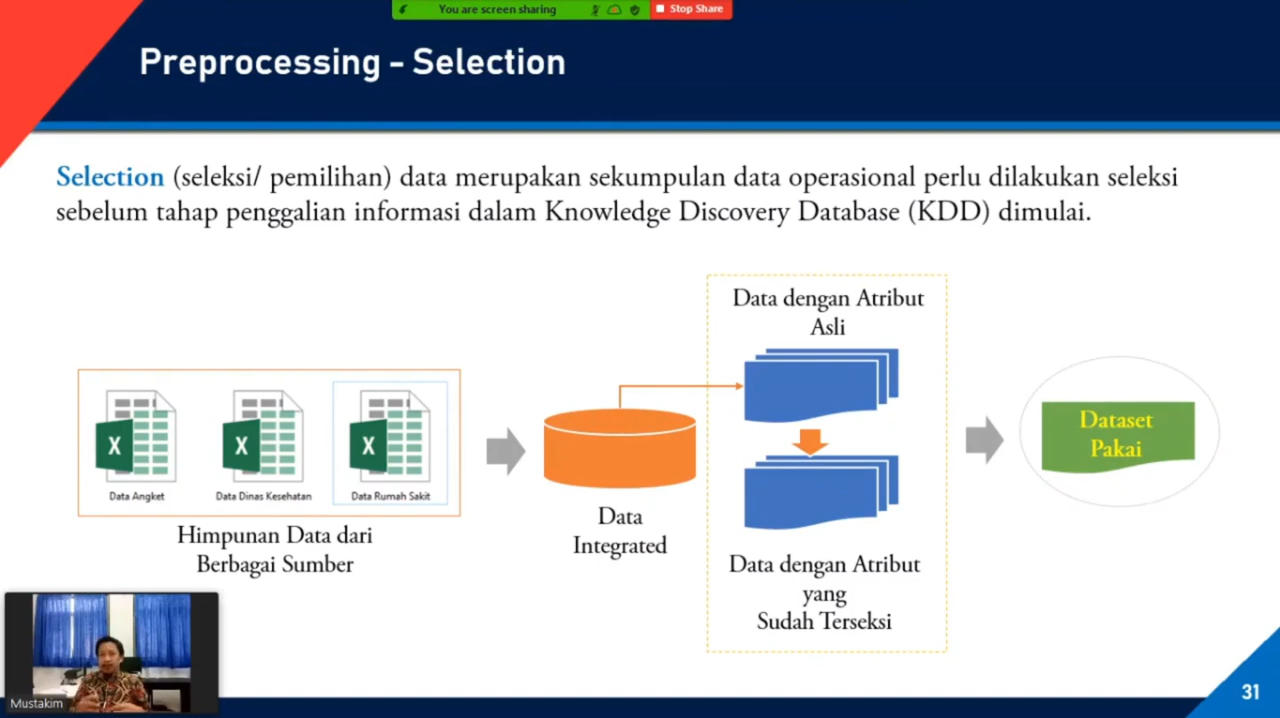 You are screen sharing
Stop Share
Preprocessing - Selection
Selection (seleksi/ pemilihan) data merupakan sekumpulan data operasional perlu dilakukan seleksi
sebelum tahap penggalian informasi dalam Knowledge Discovery Database (KDD) dimulai.
X
Data Angket
X
Data Dinas Kesehatan
X
Data Rumah Sakit
Himpunan Data dari
Berbagai Sumber
Data
Integrated
Data dengan Atribut
Asli
Data dengan Atribut
yang
Sudah Terseksi
Dataset
Pakai
Mustakim
31